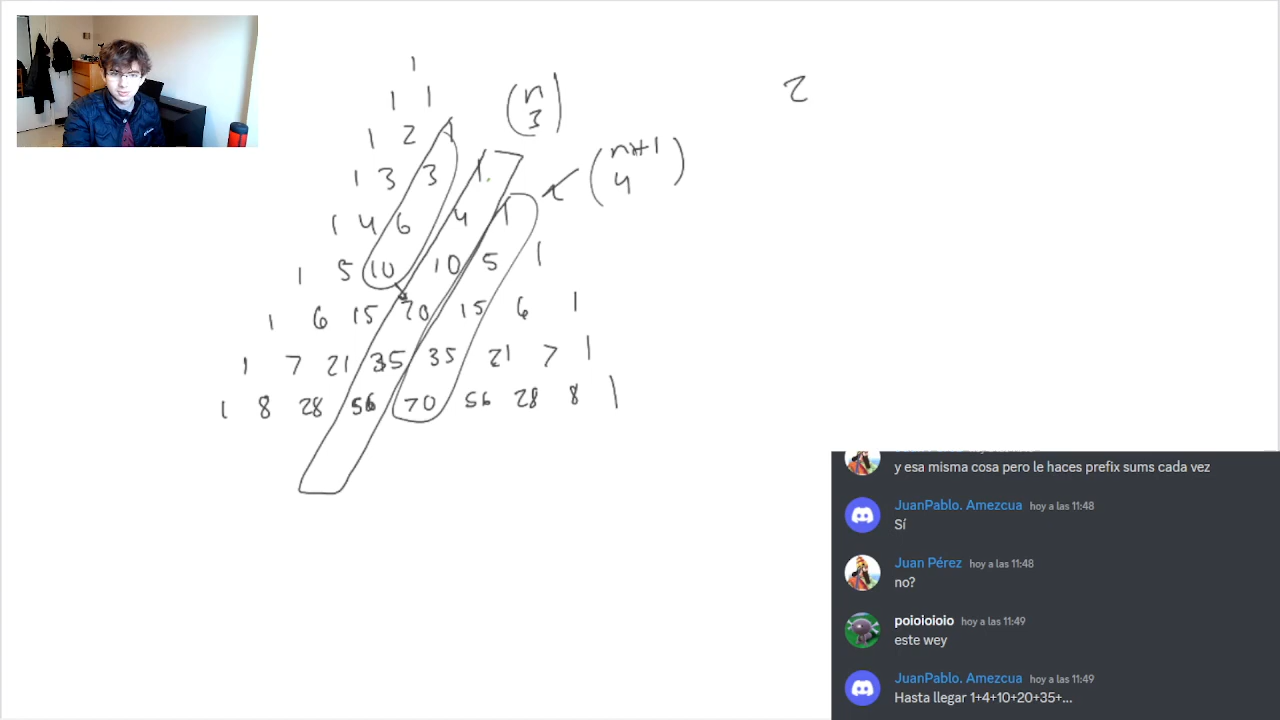 1
1 1
1 2 1
1 3 3 1
1 4 6 4 1
1 5 10 10 5 1
1 6 15 20 15 6 1
1 7 21 35 35 21 7 1
1 8 28 56 70 56 28 8 1
(n
3)
(n+1
4)
2
y esa misma cosa pero le haces prefix sums cada vez
JuanPablo. Amezcua hoy a las 11:48
Sí
Juan Pérez hoy a las 11:48
no?
poioioioio hoy a las 11:49
este wey
JuanPablo. Amezcua hoy a las 11:49
Hasta llegar 1+4+10+20+35+...